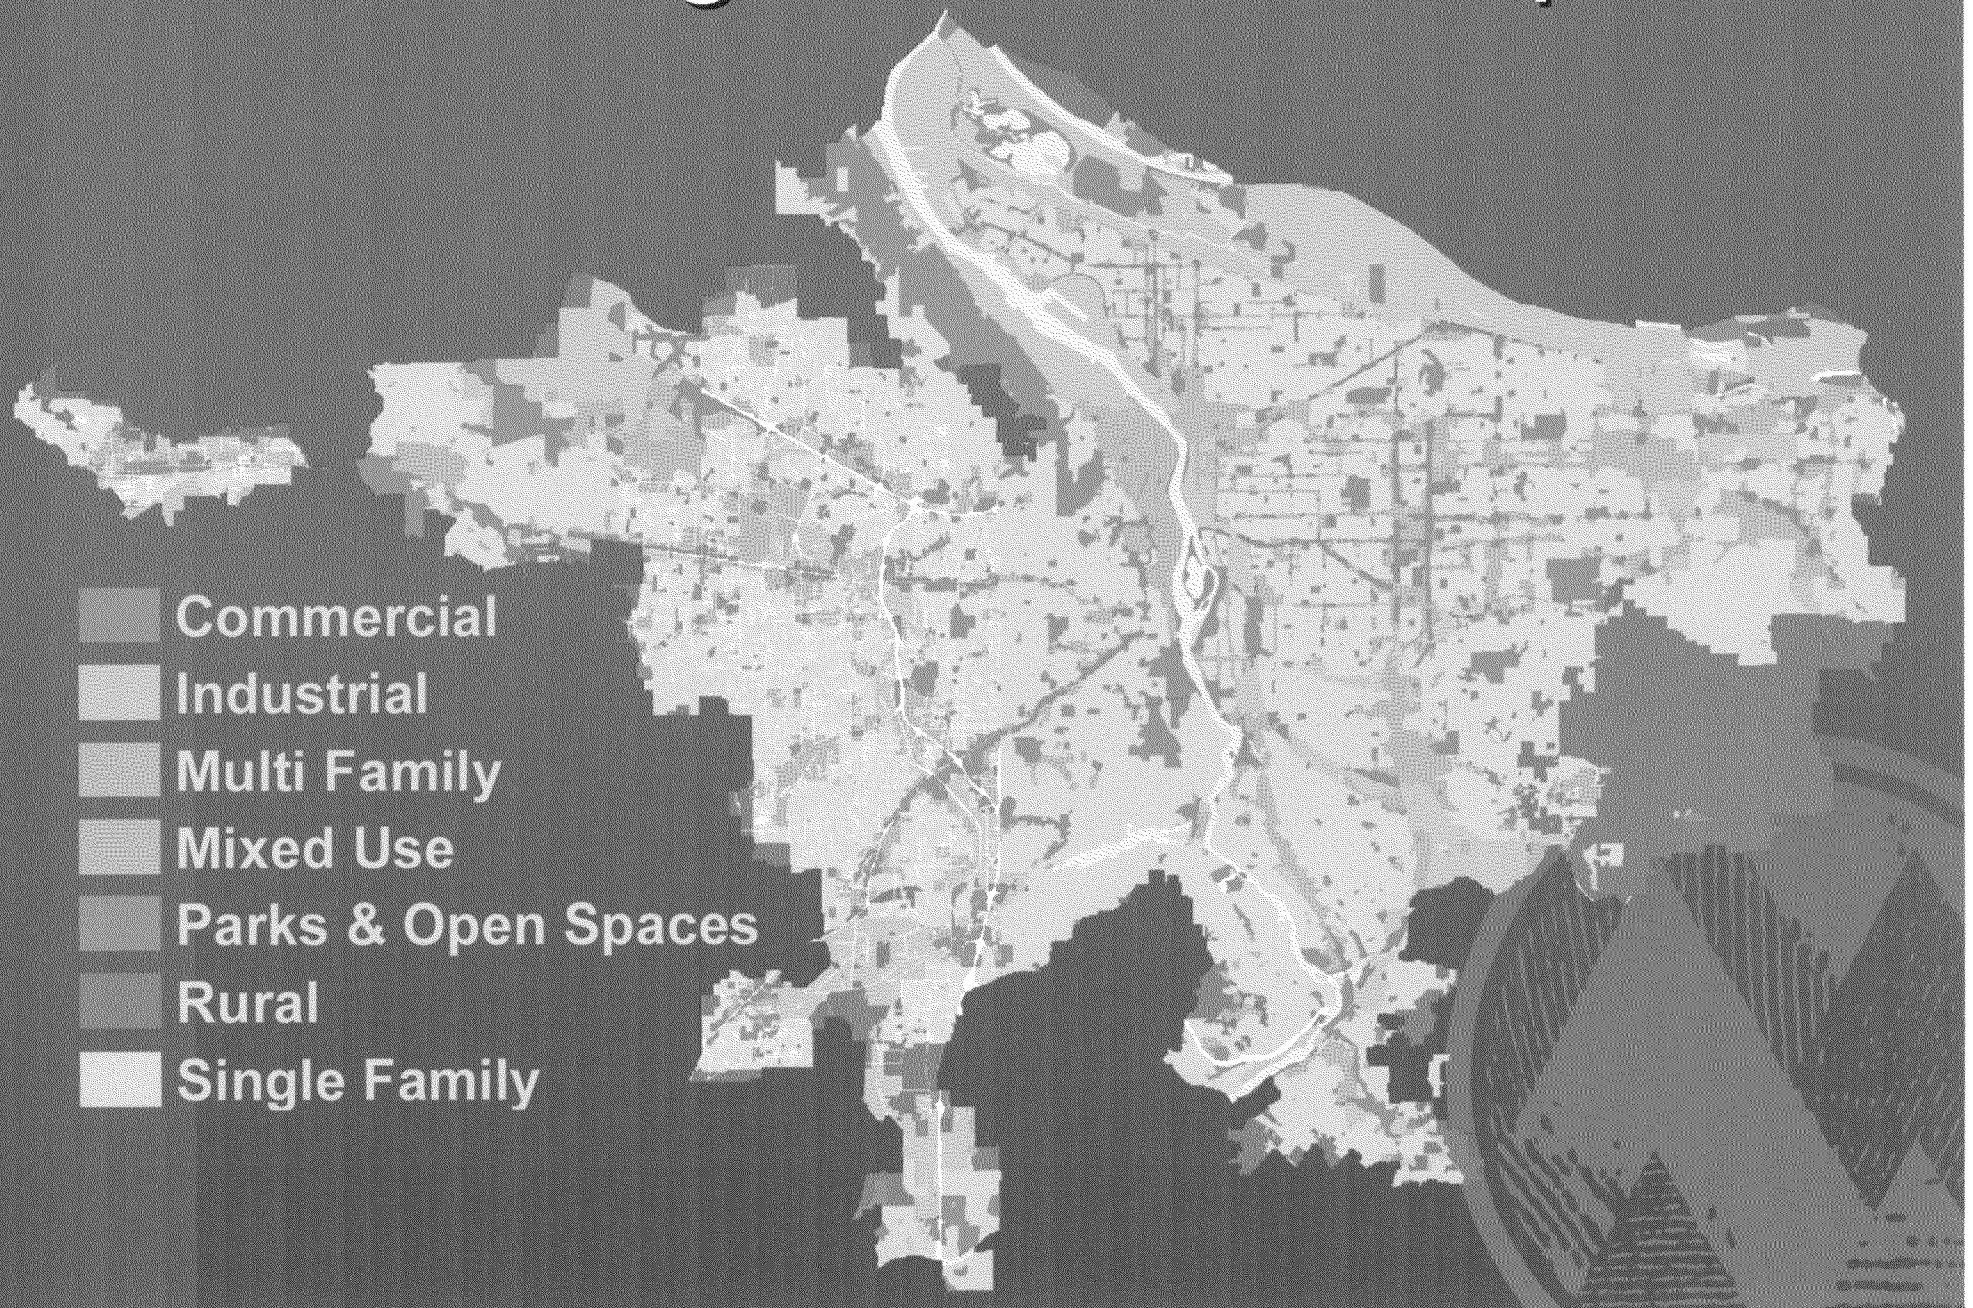 Commercial
Industrial
Multi Family
Mixed Use
Parks & Open Spaces
Rural
Single Family